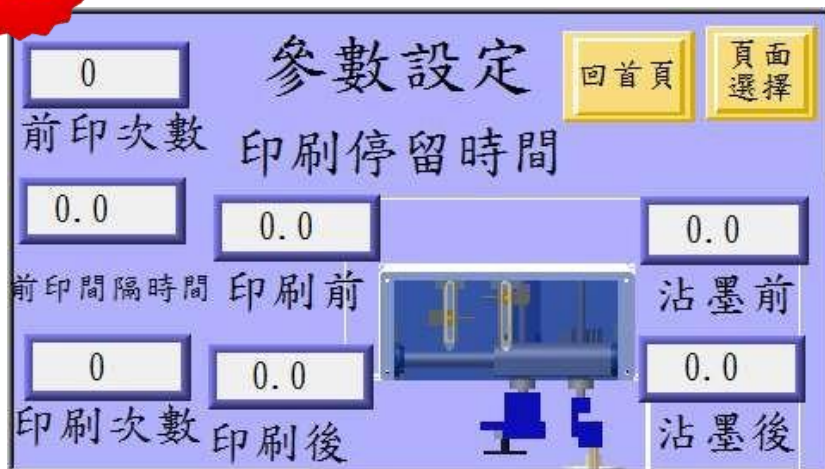 0
參數設定
回首頁
頁面
選擇
前印次數
印刷停留時間
0.0
0.0
0.0
前印間隔時間
印刷前
沾墨前
0
0.0
0.0
印刷次數
印刷後
沾墨後